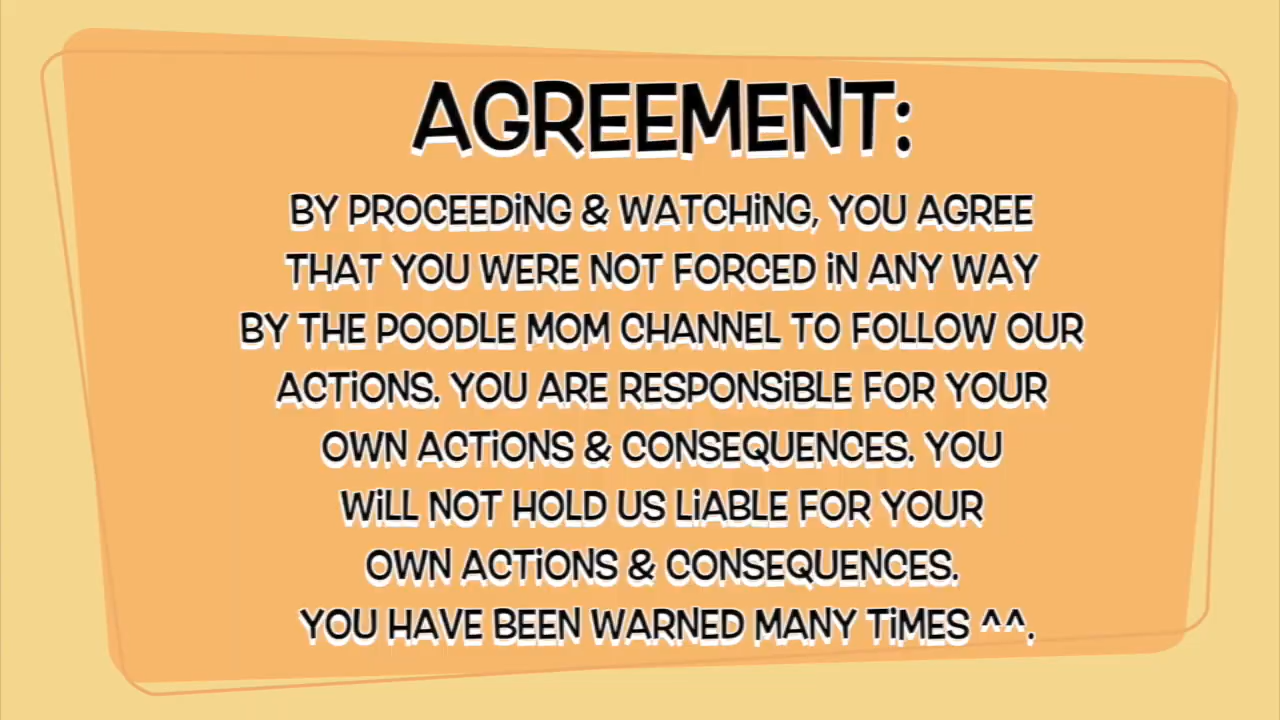 AGREEMENT:
BY PROCEEDiNG & WATCHiNG, YOU AGREE
THAT YOU WERE NOT FORCED iN ANY WAY
BY THE POODLE MOM CHANNEL TO FOLLOW OUR
ACTiONS. YOU ARE RESPONSiBLE FOR YOUR
OWN ACTiONS & CONSEQUENCES. YOU
WiLL NOT HOLD US LiABLE FOR YOUR
OWN ACTiONS & CONSEQUENCES.
YOU HAVE BEEN WARNED MANY TiMES ^^.